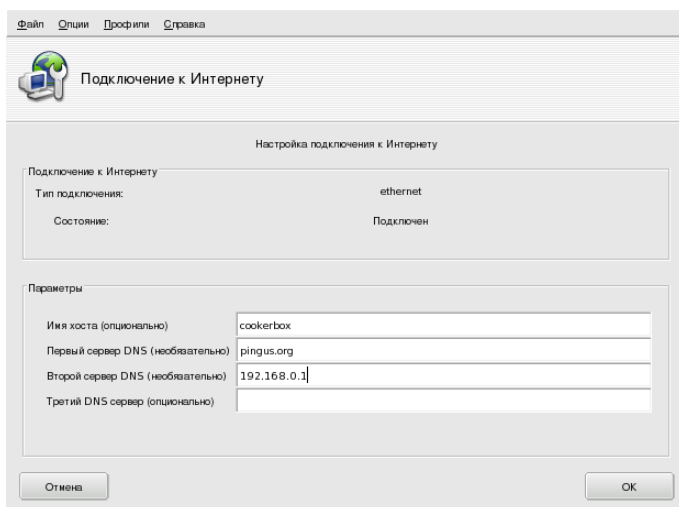 Файл Опции Профили Справка
Подключение к Интернету
Настройка подключения к Интернету
Подключение к Интернету
Тип подключения: ethernet
Состояние: Подключен
Параметры
Имя хоста (опционально) cookerbox
Первый сервер DNS (необязательно) pingus.org
Второй сервер DNS (необязательно) 192.168.0.1
Третий DNS сервер (опционально)
Отмена OK